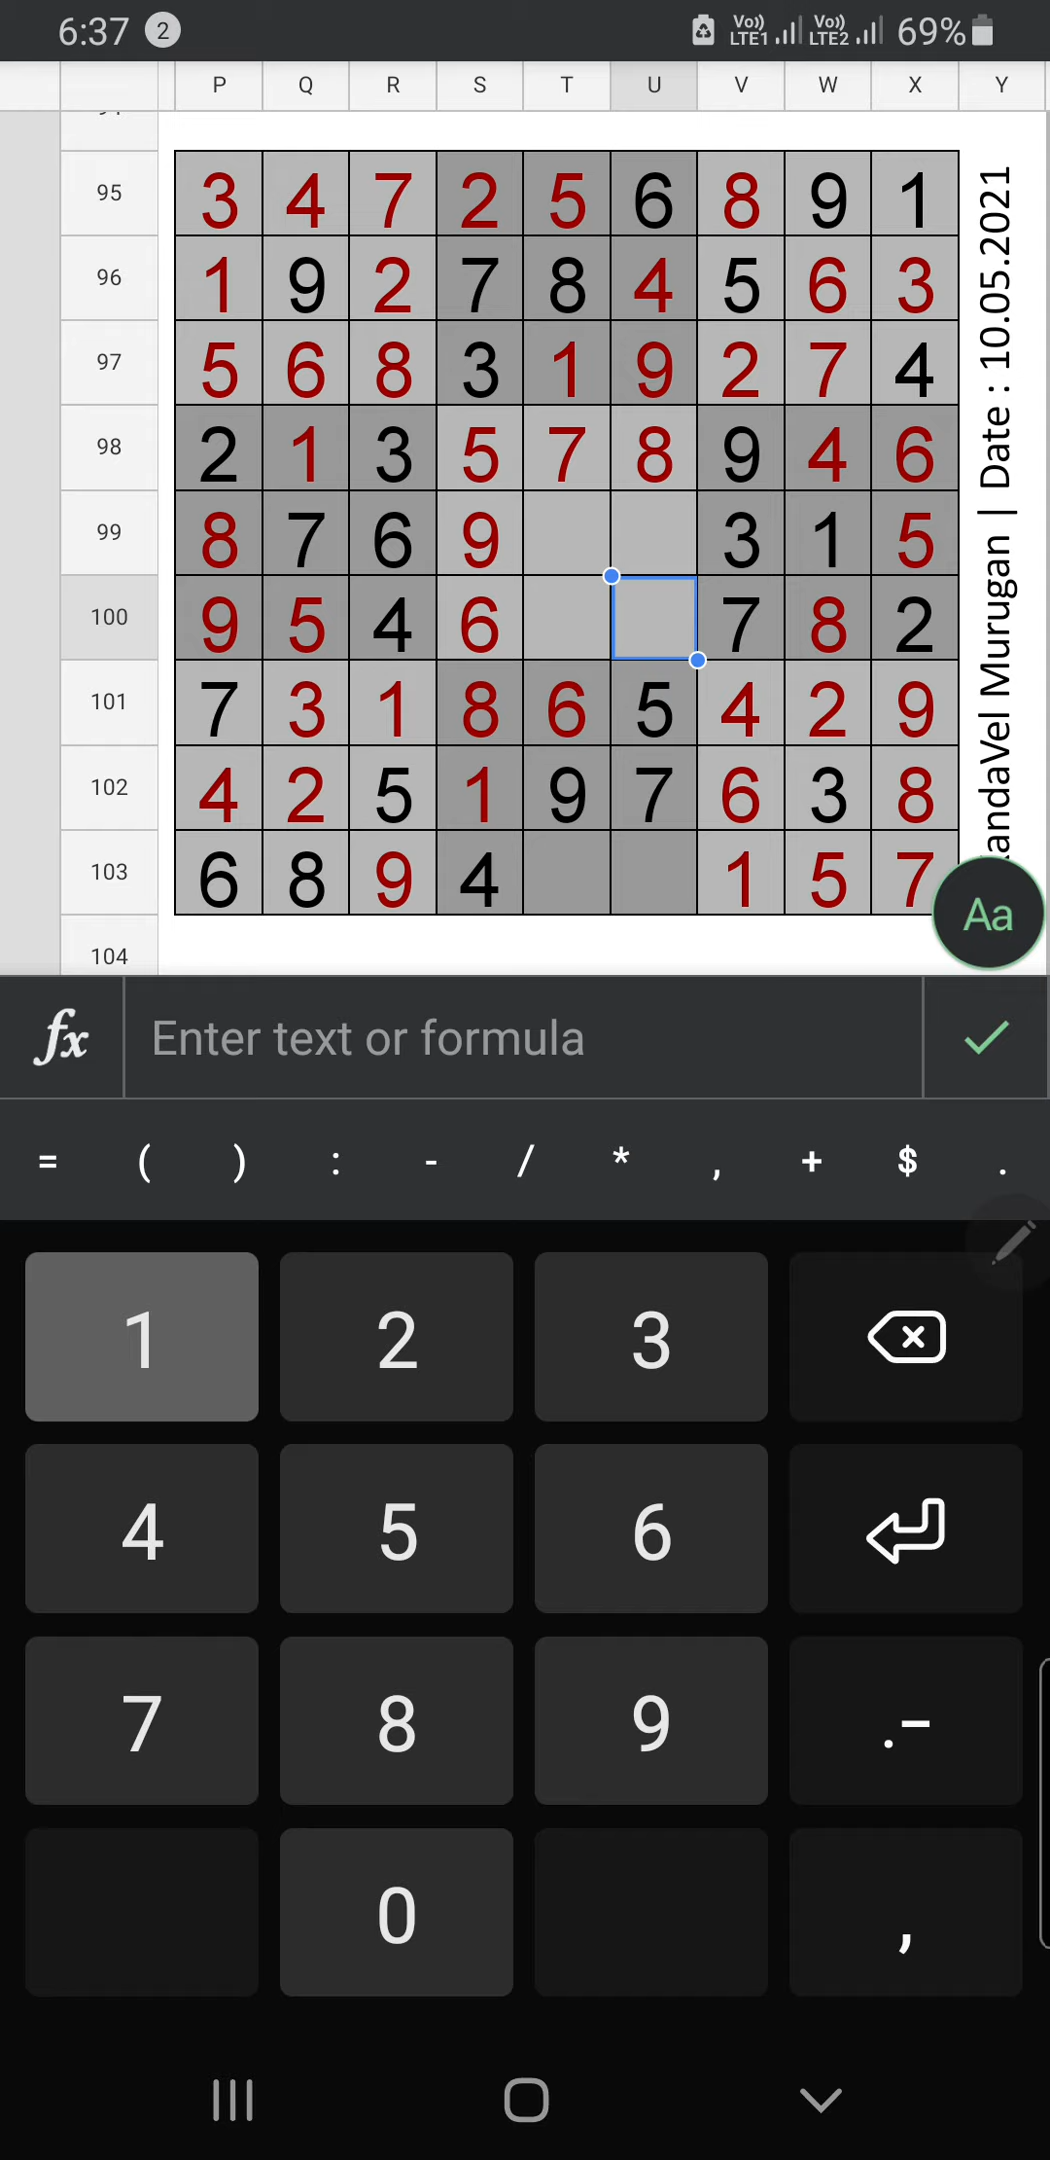 6:37 2 Vo)) LTE1 Vo)) LTE2 69%
P Q R S T U V W X Y
95 3 4 7 2 5 6 8 9 1
96 1 9 2 7 8 4 5 6 3
97 5 6 8 3 1 9 2 7 4
98 2 1 3 5 7 8 9 4 6
99 8 7 6 9 3 1 5
100 9 5 4 6 7 8 2
101 7 3 1 8 6 5 4 2 9
102 4 2 5 1 9 7 6 3 8
103 6 8 9 4 1 5 7
104
andaVel Murugan | Date : 10.05.2021
Aa
fx Enter text or formula
= ( ) : - / * , + $ .
1 2 3
4 5 6
7 8 9 .-
0 ,